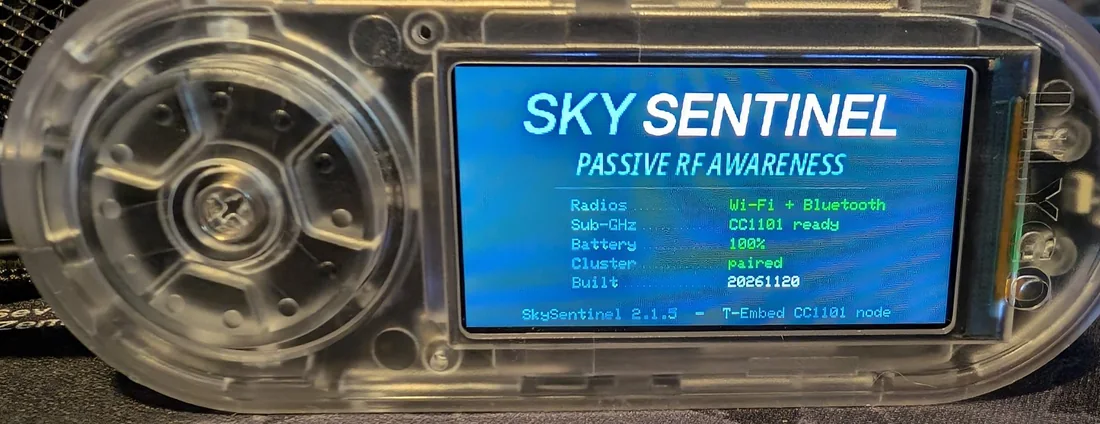 SKY SENTINEL
PASSIVE RF AWARENESS
Radios Wi-Fi + Bluetooth
Sub-GHz CC1101 ready
Battery 100%
Cluster paired
Built 20261120
SkySentinel 2.1.5 - T-Embed CC1101 node